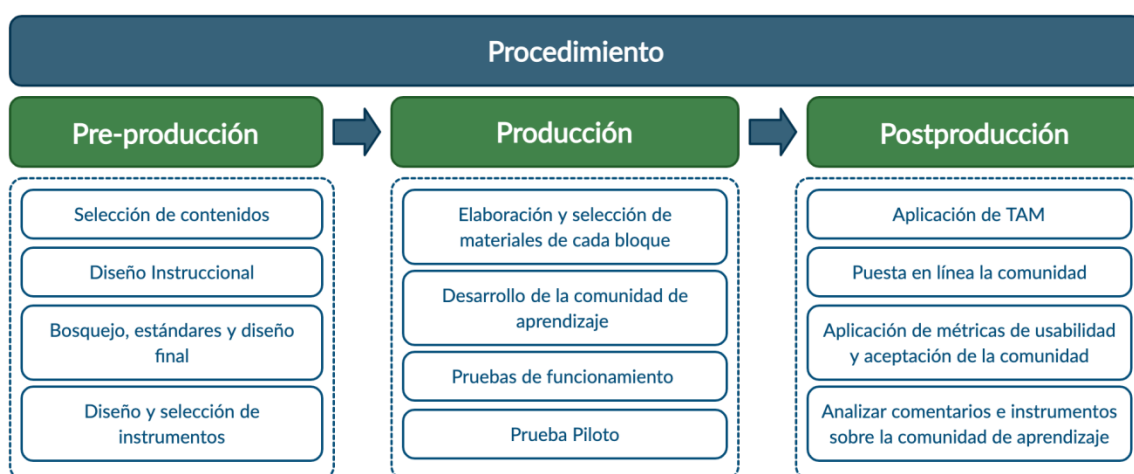 Procedimiento
Pre-producción
Selección de contenidos
Diseño Instruccional
Bosquejo, estándares y diseño
final
Diseño y selección de
instrumentos
Producción
Elaboración y selección de
materiales de cada bloque
Desarrollo de la comunidad de
aprendizaje
Pruebas de funcionamiento
Prueba Piloto
Postproducción
Aplicación de TAM
Puesta en línea la comunidad
Aplicación de métricas de usabilidad
y aceptación de la comunidad
Analizar comentarios e instrumentos
sobre la comunidad de aprendizaje